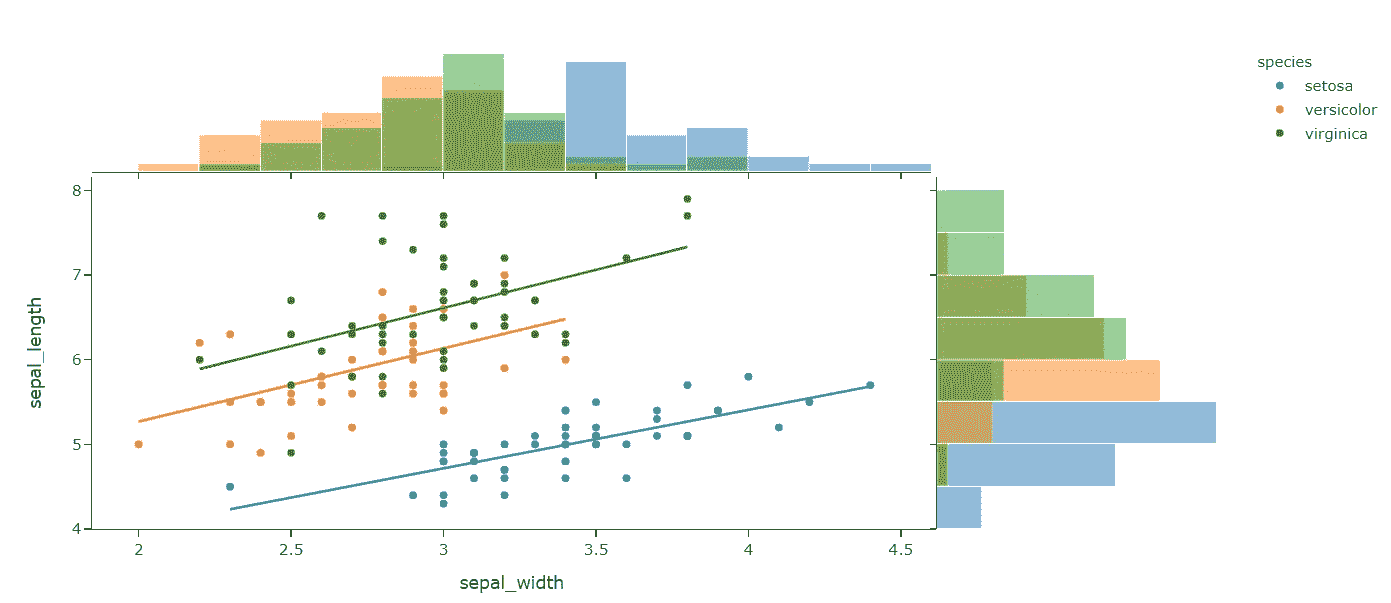 species
setosa
versicolor
virginica
8
7
6
5
4
sepal_length
2
2.5
3
3.5
4
4.5
sepal_width